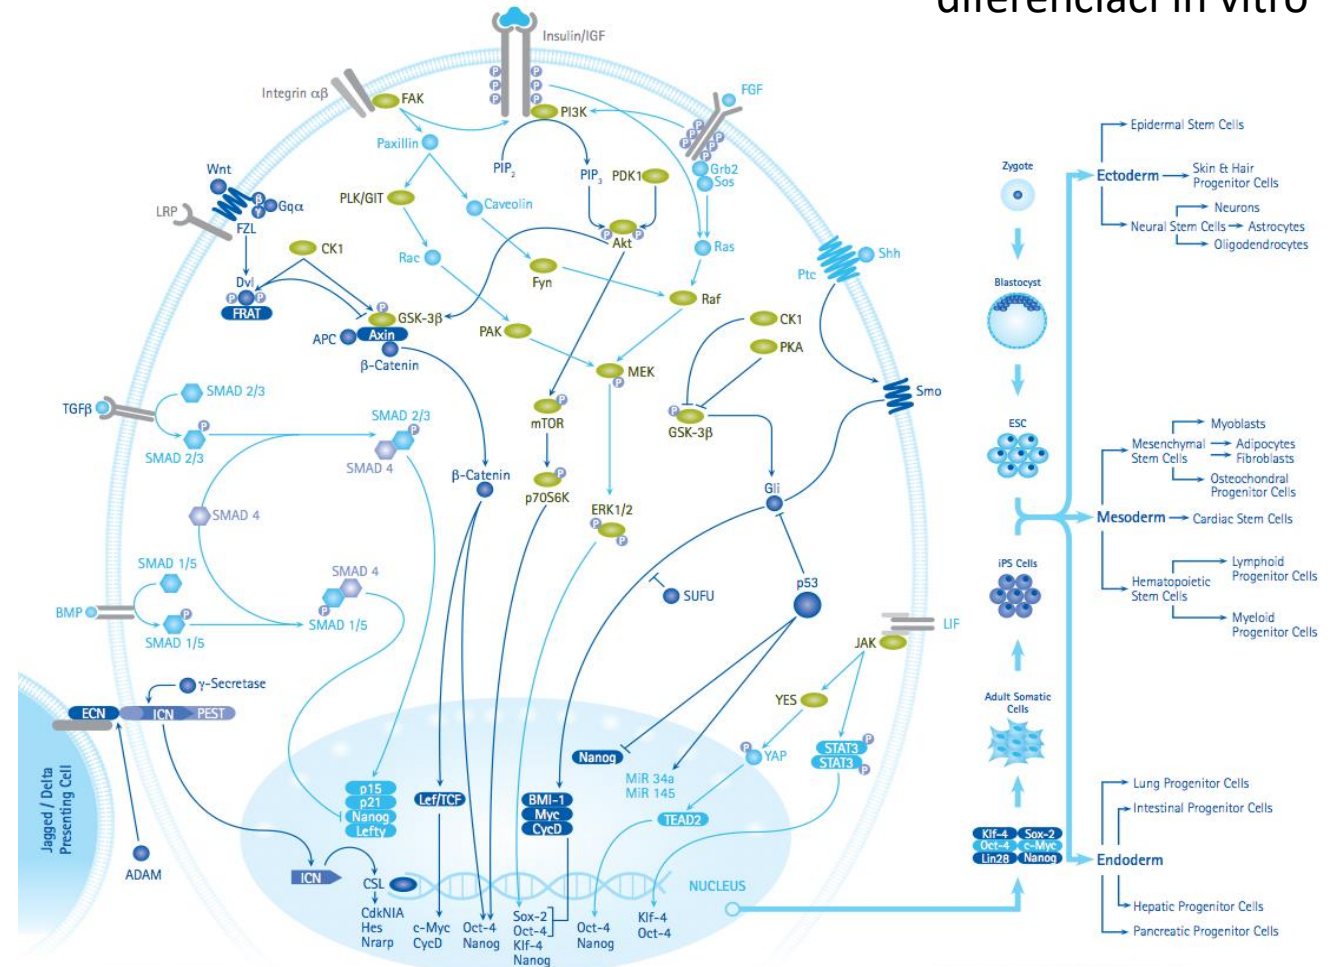 diferenciaci in vitro
Insulin/IGF
Integrin αβ
FAK
PI3K
FGF
P P
P P
P P
P
P
P P
P P
P
Paxillin
PIP2
PIP3
PDK1
Grb2
Sos
Wnt
β
γ
Gqα
LRP
FZL
PLK/GIT
Caveolin
P
P
Akt
Ras
CK1
Rac
Fyn
Ptc
Shh
Dvl
P P
FRAT
P
GSK-3β
Raf
APC
Axin
β-Catenin
PAK
CK1
PKA
MEK
P
Smo
TGFβ
SMAD 2/3
P
SMAD 2/3
SMAD 2/3
P
SMAD 4
P
mTOR
P
GSK-3β
β-Catenin
P
p70S6K
Gli
SMAD 4
ERK1/2
P
P
SMAD 1/5
BMP
P
SMAD 1/5
SMAD 4
P
SMAD 1/5
SUFU
p53
LIF
JAK
γ-Secretase
ECN
ICN
PEST
YES
P
YAP
STAT3
P
STAT3
P
Nanog
MiR 34a
MiR 145
TEAD2
p15
p21
Nanog
Lefty
Lef/TCF
BMI-1
Myc
CycD
Jagged / Delta
Presenting Cell
ADAM
ICN
CSL
NUCLEUS
CdkNIA
Hes
Nrarp
c-Myc
CycD
Oct-4
Nanog
Sox-2
Oct-4
Klf-4
Nanog
Oct-4
Nanog
Klf-4
Oct-4
Zygote
Blastocyst
ESC
iPS Cells
Adult Somatic
Cells
Klf-4 Sox-2
Oct-4 c-Myc
Lin28 Nanog
Epidermal Stem Cells
Ectoderm
Skin & Hair
Progenitor Cells
Neurons
Neural Stem Cells
Astrocytes
Oligodendrocytes
Myoblasts
Mesenchymal
Stem Cells
Adipocytes
Fibroblasts
Osteochondral
Progenitor Cells
Mesoderm
Cardiac Stem Cells
Lymphoid
Progenitor Cells
Hematopoietic
Stem Cells
Myeloid
Progenitor Cells
Lung Progenitor Cells
Intestinal Progenitor Cells
Endoderm
Hepatic Progenitor Cells
Pancreatic Progenitor Cells